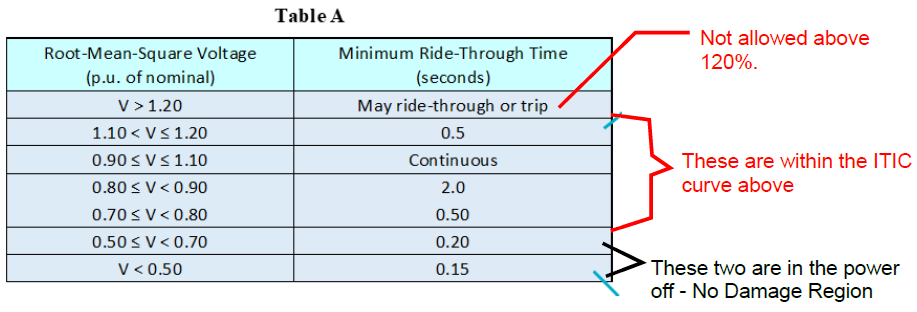 Table A
Root-Mean-Square Voltage
(p.u. of nominal)
Minimum Ride-Through Time
(seconds)
V > 1.20
May ride-through or trip
1.10 < V ≤ 1.20
0.5
0.90 ≤ V ≤ 1.10
Continuous
0.80 ≤ V < 0.90
2.0
0.70 ≤ V < 0.80
0.50
0.50 ≤ V < 0.70
0.20
V < 0.50
0.15
Not allowed above
120%.
These are within the ITIC
curve above
These two are in the power
off - No Damage Region